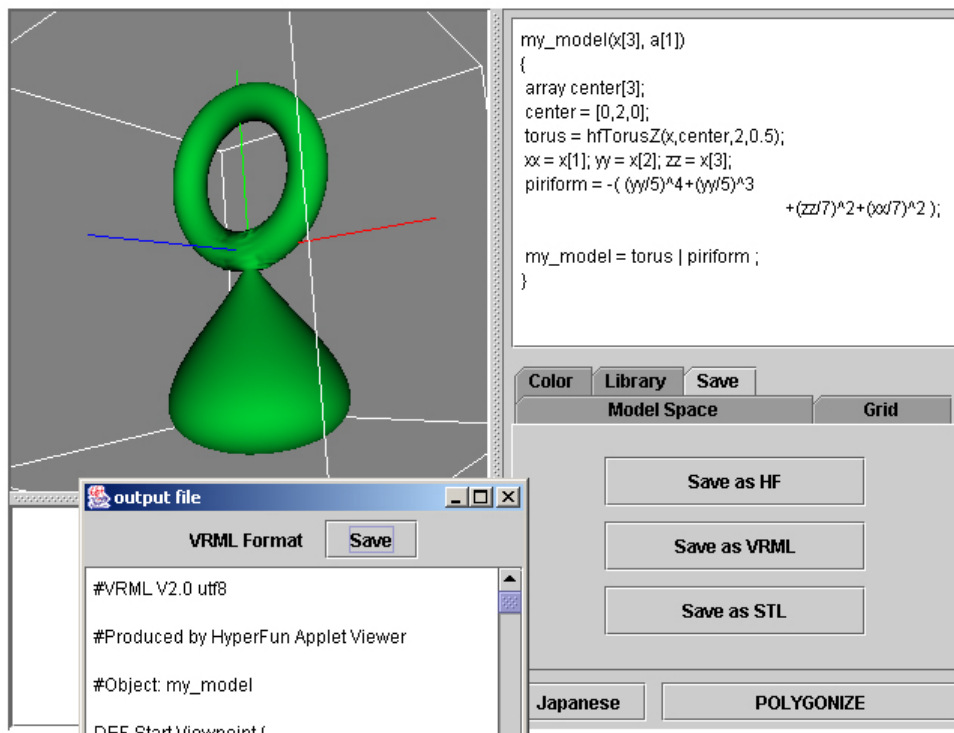 my_model(x[3], a[1])
{
array center[3];
center = [0,2,0];
torus = hfTorusZ(x,center,2,0.5);
xx = x[1]; yy = x[2]; zz = x[3];
piriform = -( (yy/5)^4+(yy/5)^3
+(zz/7)^2+(xx/7)^2 );
my_model = torus | piriform ;
}
Color Library Save
Model Space Grid
Save as HF
Save as VRML
Save as STL
Japanese POLYGONIZE
output file
VRML Format Save
#VRML V2.0 utf8
#Produced by HyperFun Applet Viewer
#Object: my_model
DEF Start Viewpoint {